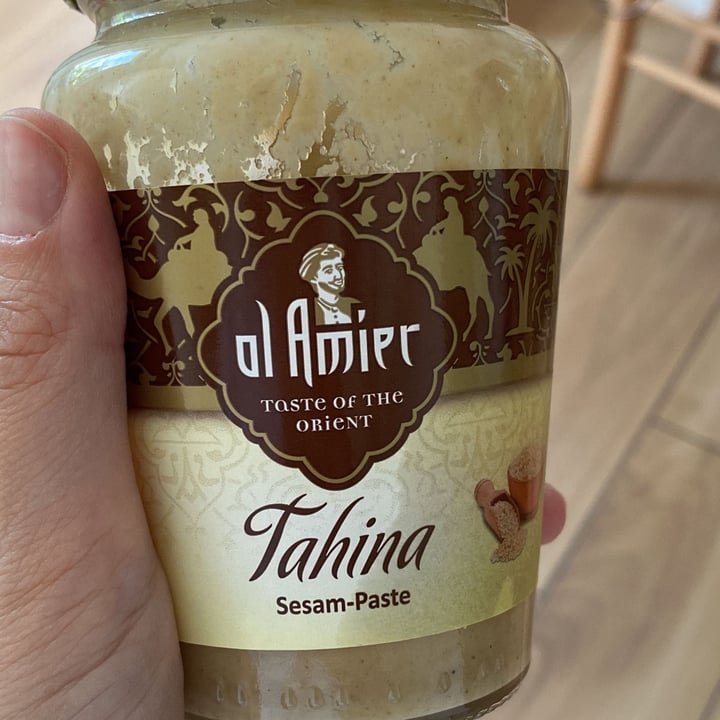 al Amier
TASTE OF THE
ORIENT
Tahina
Sesam-Paste